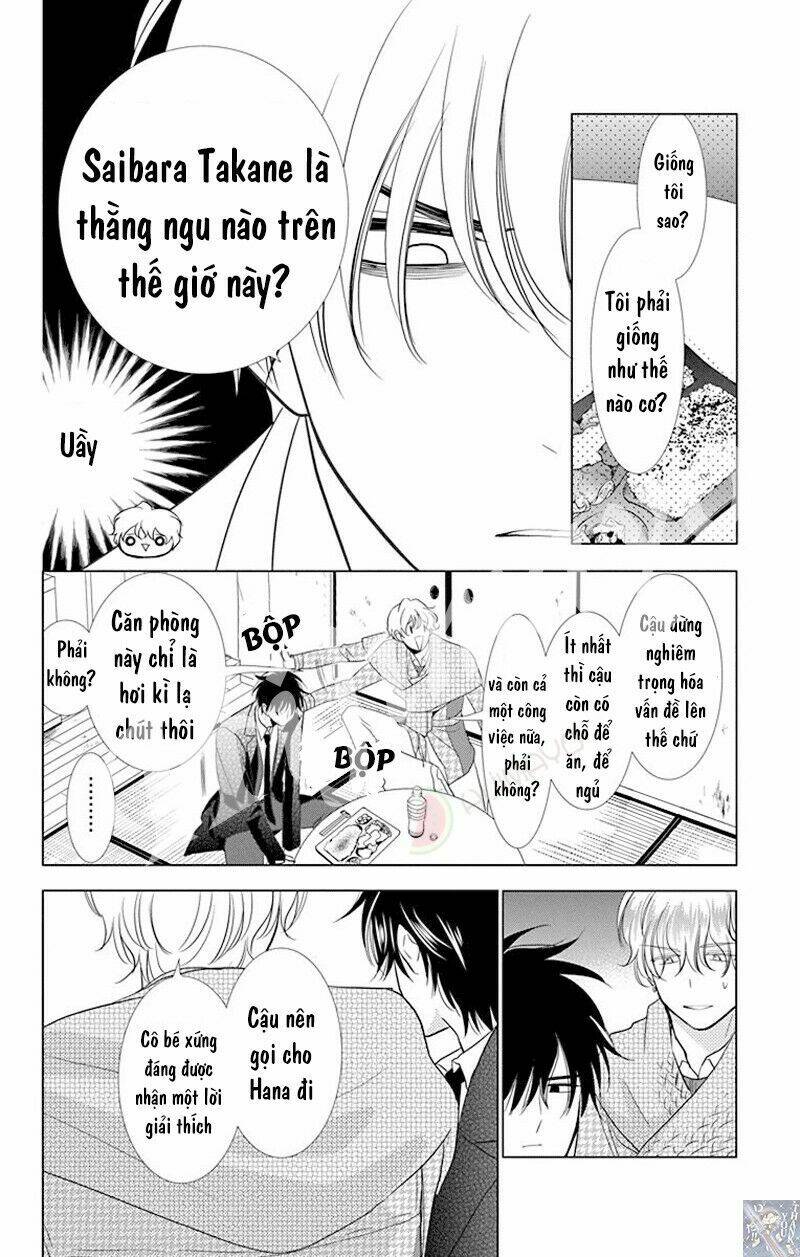 Giống
tôi
sao?
Tôi phải
giống
như thế
nào cơ?
Saibara Takane là
thằng ngu nào trên
thế giớ này?
Uầy
Cậu đừng
nghiêm
trọng hóa
vấn đề lên
thế chứ
Ít nhất
thì cậu
còn có
chỗ để
ăn, để
ngủ
và còn cả
một công
việc nữa,
phải
không?
BỘP
BỘP
Căn phòng
này chỉ là
hơi kì lạ
chút thôi
Phải
không?
.........
Cậu nên
gọi cho
Hana đi
Cô bé xứng
đáng được
nhận một lời
giải thích